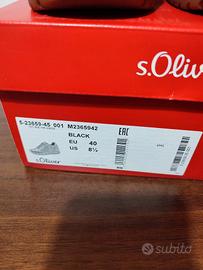 s.Oliver
5-23659-45 001 M2365942
BLACK
EU 40
US 8½
EAC
s.Oliver
subito